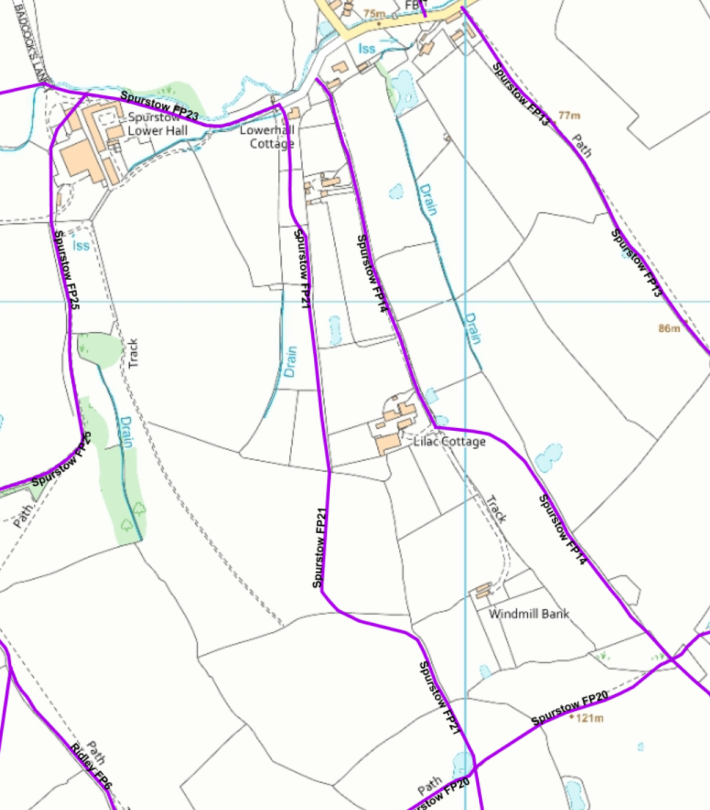 FB
75m
BADDOCK'S LANE
Iss
Spurstow FP13
77m
Path
Spurstow FP23
Spurstow
Lower Hall
Lowerhall
Cottage
Drain
Spurstow FP25
Iss
Spurstow FP21
Spurstow FP14
Spurstow FP13
86m
Drain
Drain
Track
Drain
Lilac Cottage
Spurstow FP25
Path
Track
Spurstow FP21
Spurstow FP14
Windmill Bank
Spurstow FP21
Spurstow FP20
121m
Path
Ridley FP6
Path
Spurstow FP20